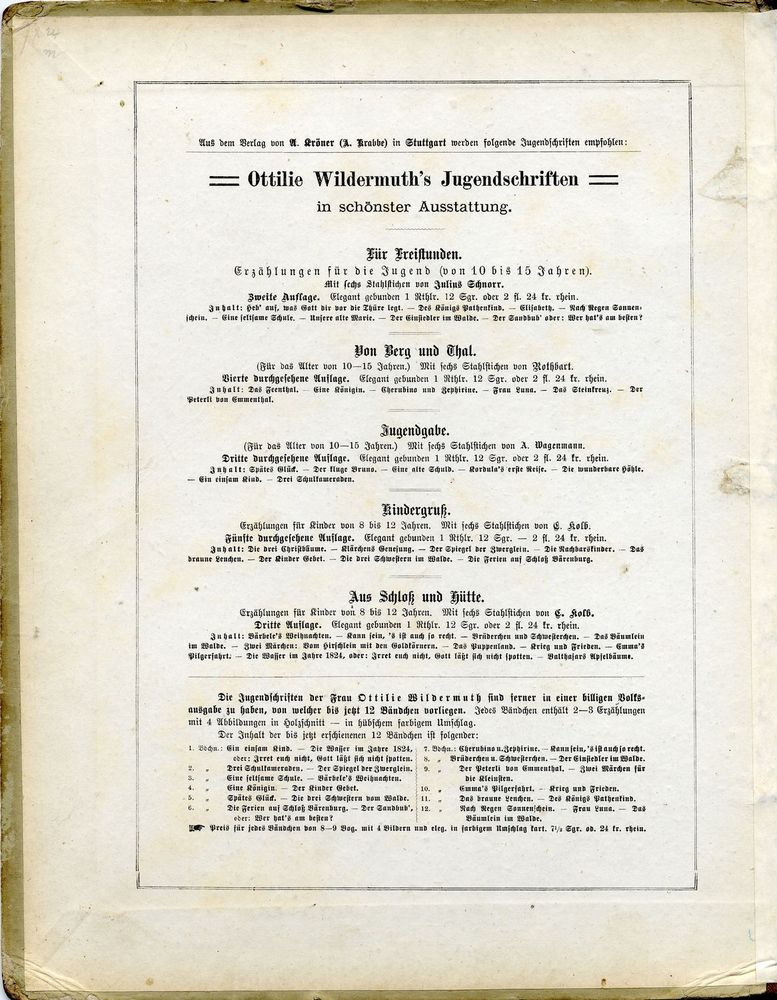 Aus dem Verlag von A. Kröner (A. Krabbe) in Stuttgart werden folgende Jugendschriften empfohlen:
Ottilie Wildermuth's Jugendschriften
in schönster Ausstattung.
Für Freistunden.
Erzählungen für die Jugend (von 10 bis 15 Jahren).
Mit sechs Stahlstichen von Julius Schnorr.
Zweite Auflage. Elegant gebunden 1 Rthlr. 12 Sgr. oder 2 fl. 24 kr. rhein.
Inhalt: Heb' auf, was Gott dir vor die Thüre legt. — Des Königs Pathenkind. — Elisabeth. — Nach Regen Sonnen-
schein. — Eine seltsame Schule. — Unsere alte Marie. — Der Einsiedler im Walde. — Der Sandbub' oder: Wer hat's am besten?
Von Berg und Thal.
(Für das Alter von 10—15 Jahren.) Mit sechs Stahlstichen von Rothbart.
Vierte durchgesehene Auflage. Elegant gebunden 1 Rthlr. 12 Sgr. oder 2 fl. 24 kr. rhein.
Inhalt: Das Feenthal. — Eine Königin. — Cherubino und Zephirine. — Frau Luna. — Das Steinkreuz. — Der
Peterli von Emmenthal.
Jugendgabe.
(Für das Alter von 10—15 Jahren.) Mit sechs Stahlstichen von A. Wagenmann.
Dritte durchgesehene Auflage. Elegant gebunden 1 Rthlr. 12 Sgr. oder 2 fl. 24 kr. rhein.
Inhalt: Spätes Glück. — Der kluge Bruno. — Eine alte Schuld. — Kordula's erste Reise. — Die wunderbare Höhle.
— Ein einsam Kind. — Drei Schulkameraden.
Kindergruß.
Erzählungen für Kinder von 8 bis 12 Jahren. Mit sechs Stahlstichen von C. Kolb.
Fünfte durchgesehene Auflage. Elegant gebunden 1 Rthlr. 12 Sgr. — 2 fl. 24 kr. rhein.
Inhalt: Die drei Christbäume. — Klärchens Genesung. — Der Spiegel der Zwerglein. — Die Nachbarskinder. — Das
braune Lenchen. — Der Kinder Gebet. — Die drei Schwestern im Walde. — Die Ferien auf Schloß Bärenburg.
Aus Schloß und Hütte.
Erzählungen für Kinder von 8 bis 12 Jahren. Mit sechs Stahlstichen von C. Kolb.
Dritte Auflage. Elegant gebunden 1 Rthlr. 12 Sgr. oder 2 fl. 24 kr. rhein.
Inhalt: Bärbele's Weihnachten. — Kann sein, 's ist auch so recht. — Brüderchen und Schwesterchen. — Das Bäumlein
im Walde. — Zwei Märchen: Vom Hirschlein mit den Goldkörnern. — Das Puppenland. — Krieg und Frieden. — Emma's
Pilgerfahrt. — Die Wasser im Jahre 1824, oder: Irret euch nicht, Gott läßt sich nicht spotten. — Balthasars Apfelbäume.
Die Jugendschriften der Frau Ottilie Wildermuth sind ferner in einer billigen Volks-
ausgabe zu haben, von welcher bis jetzt 12 Bändchen vorliegen. Jedes Bändchen enthält 2—3 Erzählungen
mit 4 Abbildungen in Holzschnitt — in hübschem farbigem Umschlag.
Der Inhalt der bis jetzt erschienenen 12 Bändchen ist folgender:
1. Bdchn.: Ein einsam Kind. — Die Wasser im Jahre 1824,
oder: Irret euch nicht, Gott läßt sich nicht spotten.
2. „ Drei Schulkameraden. — Der Spiegel der Zwerglein.
3. „ Eine seltsame Schule. — Bärbele's Weihnachten.
4. „ Eine Königin. — Der Kinder Gebet.
5. „ Spätes Glück. — Die drei Schwestern vom Walde.
6. „ Die Ferien auf Schloß Bärenburg. — Der Sandbub',
oder: Wer hat's am besten?
7. Bdchn.: Cherubino u. Zephirine. — Kann sein, 's ist auch so recht.
8. „ Brüderchen u. Schwesterchen. — Der Einsiedler im Walde.
9. „ Der Peterli von Emmenthal. — Zwei Märchen für
die Kleinsten.
10. „ Emma's Pilgerfahrt. — Krieg und Frieden.
11. „ Das braune Lenchen. — Des Königs Pathenkind.
12. „ Nach Regen Sonnenschein. — Frau Luna. — Das
Bäumlein im Walde.
☛ Preis für jedes Bändchen von 8—9 Bog. mit 4 Bildern und eleg. in farbigem Umschlag kart. 7½ Sgr. od. 24 kr. rhein.